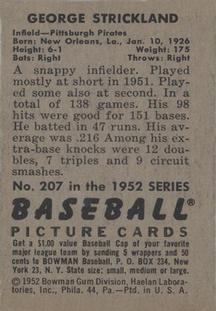 GEORGE STRICKLAND
Infield—Pittsburgh Pirates
Born: New Orleans, La., Jan. 10, 1926
Height: 6-1 Weight: 175
Bats: Right Throws: Right
A snappy infielder. Played
mostly at short in 1951. Play-
ed some also at second. In a
total of 138 games. His 98
hits were good for 151 bases.
He batted in 47 runs. His av-
erage was .216 Among his ex-
tra-base knocks were 12 dou-
bles, 7 triples and 9 circuit
smashes.
No. 207 in the 1952 SERIES
BASEBALL®
PICTURE CARDS
Get a $1.00 value Baseball Cap of your favorite
major league team by sending 5 wrappers and 50
cents to BOWMAN Baseball, P. O. BOX 234, New
York 23, N. Y. State size: small, medium or large.
©1952 Bowman Gum Division, Haelan Labora-
tories, Inc., Phila. 44, Pa.—Ptd. in U. S. A.